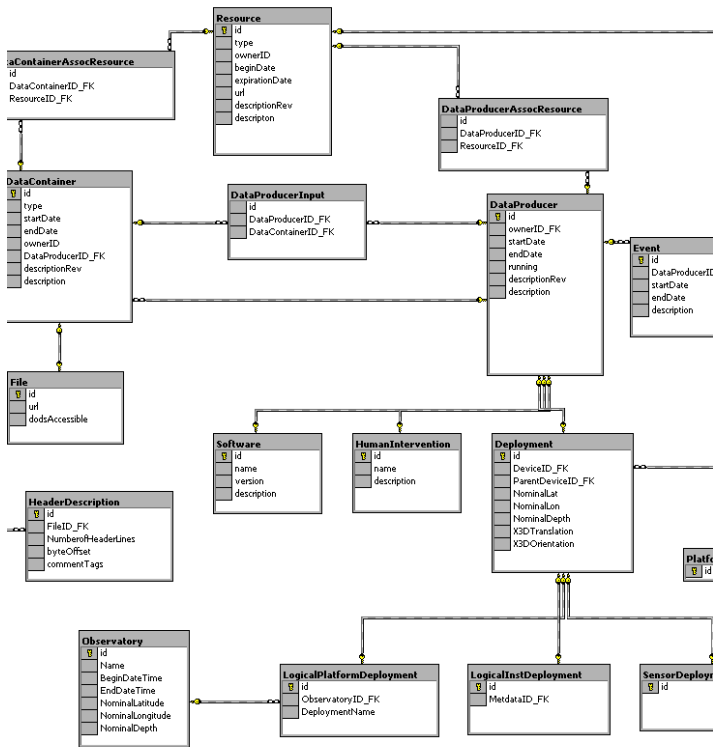 Resource
id
type
ownerID
beginDate
expirationDate
url
descriptionRev
descripton
aContainerAssocResource
id
DataContainerID_FK
ResourceID_FK
DataProducerAssocResource
id
DataProducerID_FK
ResourceID_FK
DataContainer
id
type
startDate
endDate
ownerID
DataProducerID_FK
descriptionRev
description
DataProducerInput
id
DataProducerID_FK
DataContainerID_FK
DataProducer
id
ownerID_FK
startDate
endDate
running
descriptionRev
description
Event
id
DataProducerID
startDate
endDate
description
File
id
url
dodsAccessible
Software
id
name
version
description
HumanIntervention
id
name
description
Deployment
id
DeviceID_FK
ParentDeviceID_FK
NominalLat
NominalLon
NominalDepth
X3DTranslation
X3DOrientation
HeaderDescription
id
FileID_FK
NumberofHeaderLines
byteOffset
commentTags
Platfo
id
Observatory
id
Name
BeginDateTime
EndDateTime
NominalLatitude
NominalLongitude
NominalDepth
LogicalPlatformDeployment
id
ObservatoryID_FK
DeploymentName
LogicalInstDeployment
id
MetdataID_FK
SensorDeploym
id